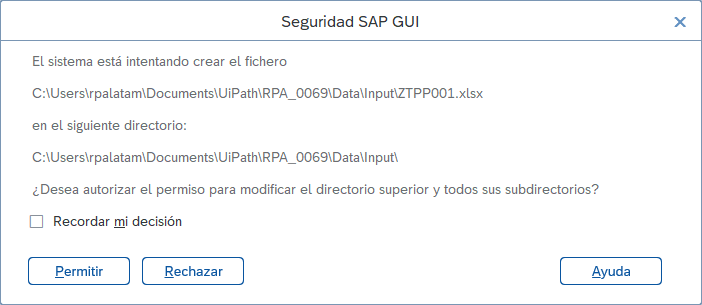 Seguridad SAP GUI
El sistema está intentando crear el fichero
C:\Users\rpalatam\Documents\UiPath\RPA_0069\Data\Input\ZTPP001.xlsx
en el siguiente directorio:
C:\Users\rpalatam\Documents\UiPath\RPA_0069\Data\Input\
¿Desea autorizar el permiso para modificar el directorio superior y todos sus subdirectorios?
Recordar mi decisión
Permitir Rechazar Ayuda